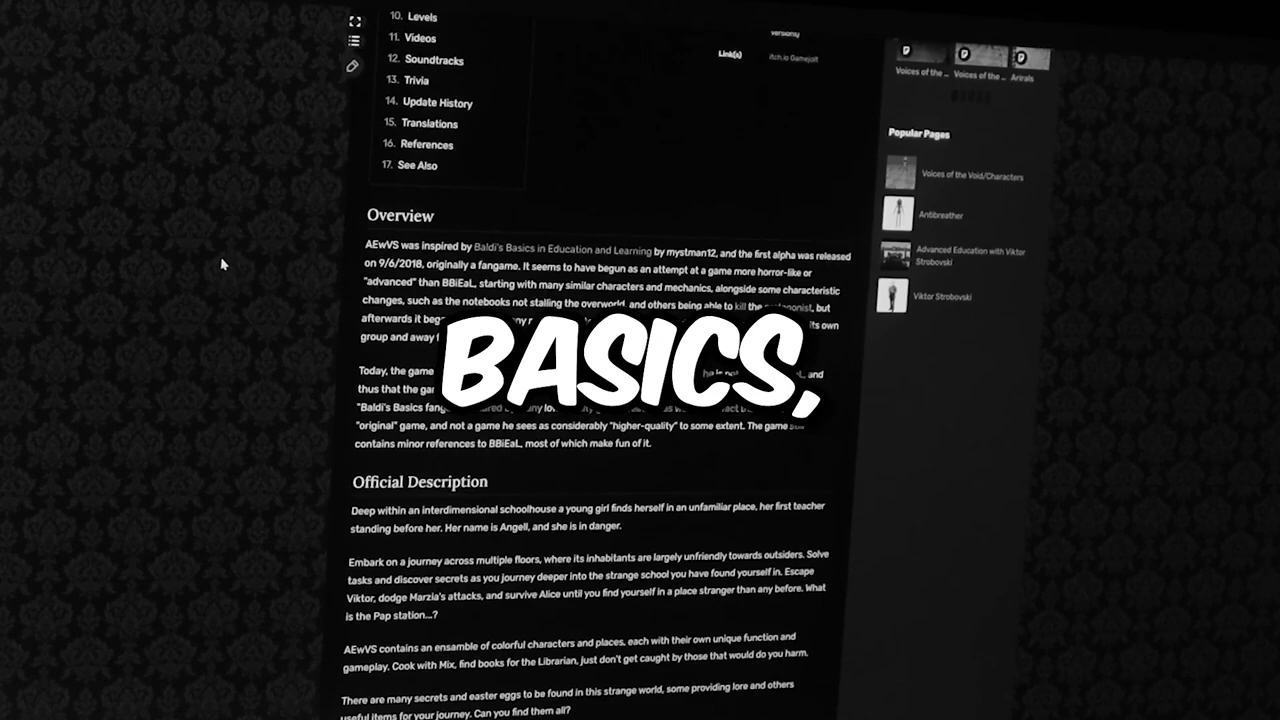 10. Levels
11. Videos
12. Soundtracks
13. Trivia
14. Update History
15. Translations
16. References
17. See Also
version)
Link(s)
itch.io Gamejolt
Voices of the ...
Voices of the ...
Arirals
Popular Pages
Voices of the Void/Characters
Antibreather
Advanced Education with Viktor
Strobovski
Viktor Strobovski
Overview
AEwVS was inspired by Baldi's Basics in Education and Learning by mystman12, and the first alpha was released
on 9/6/2018, originally a fangame. It seems to have begun as an attempt at a game more horror-like or
"advanced" than BBiEaL, starting with many similar characters and mechanics, alongside some characteristic
changes, such as the notebooks not stalling the overworld, and others being able to kill the protagonist, but
afterwards it its own
group and away
BASICS,
Today, the game and
thus that the
"Baldi's Basics
"original" game, and not a game he sees as considerably "higher-quality" to some extent. The game
contains minor references to BBiEaL, most of which make fun of it.
Official Description
Deep within an interdimensional schoolhouse a young girl finds herself in an unfamiliar place, her first teacher
standing before her. Her name is Angell, and she is in danger.
Embark on a journey across multiple floors, where its inhabitants are largely unfriendly towards outsiders. Solve
tasks and discover secrets as you journey deeper into the strange school you have found yourself in. Escape
Viktor, dodge Marzia's attacks, and survive Alice until you find yourself in a place stranger than any before. What
is the Pap station...?
AEwVS contains an ensemble of colorful characters and places, each with their own unique function and
gameplay. Cook with Mix, find books for the Librarian, just don't get caught by those that would do you harm.
There are many secrets and easter eggs to be found in this strange world, some providing lore and others
useful items for your journey. Can you find them all?